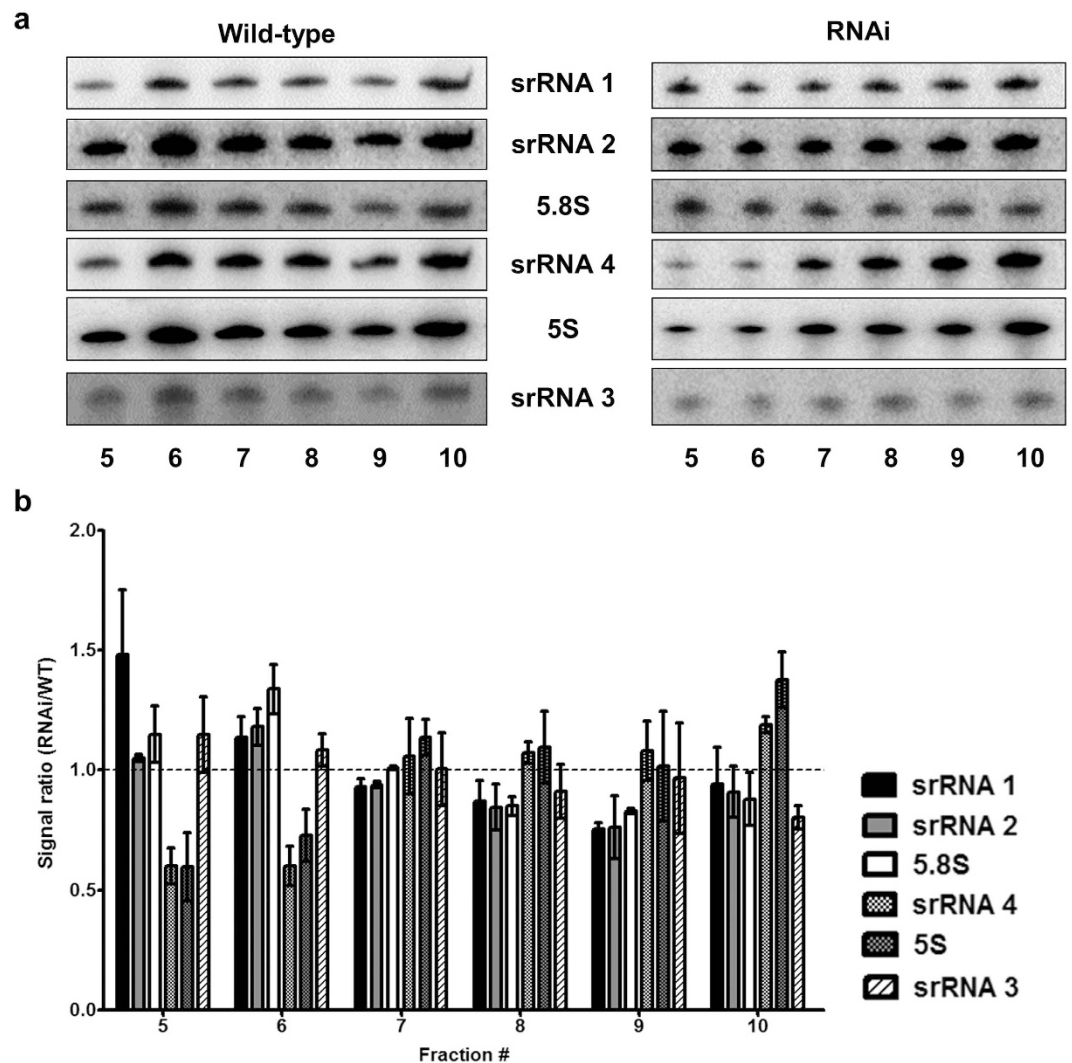 a
Wild-type
RNAi
srRNA 1
srRNA 2
5.8S
srRNA 4
5S
srRNA 3
5 6 7 8 9 10
5 6 7 8 9 10
b
2.0
1.5
1.0
0.5
0.0
Signal ratio (RNAi/WT)
5 6 7 8 9 10
Fraction #
srRNA 1
srRNA 2
5.8S
srRNA 4
5S
srRNA 3